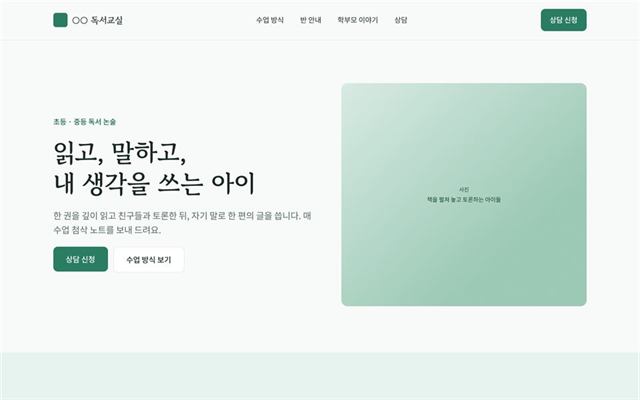 ○○ 독서교실
수업 방식
반 안내
학부모 이야기
상담
상담 신청
초등 · 중등 독서 논술
읽고, 말하고,
내 생각을 쓰는 아이
한 권을 깊이 읽고 친구들과 토론한 뒤, 자기 말로 한 편의 글을 씁니다. 매
수업 첨삭 노트를 보내 드려요.
상담 신청
수업 방식 보기
사진
책을 펼쳐 놓고 토론하는 아이들